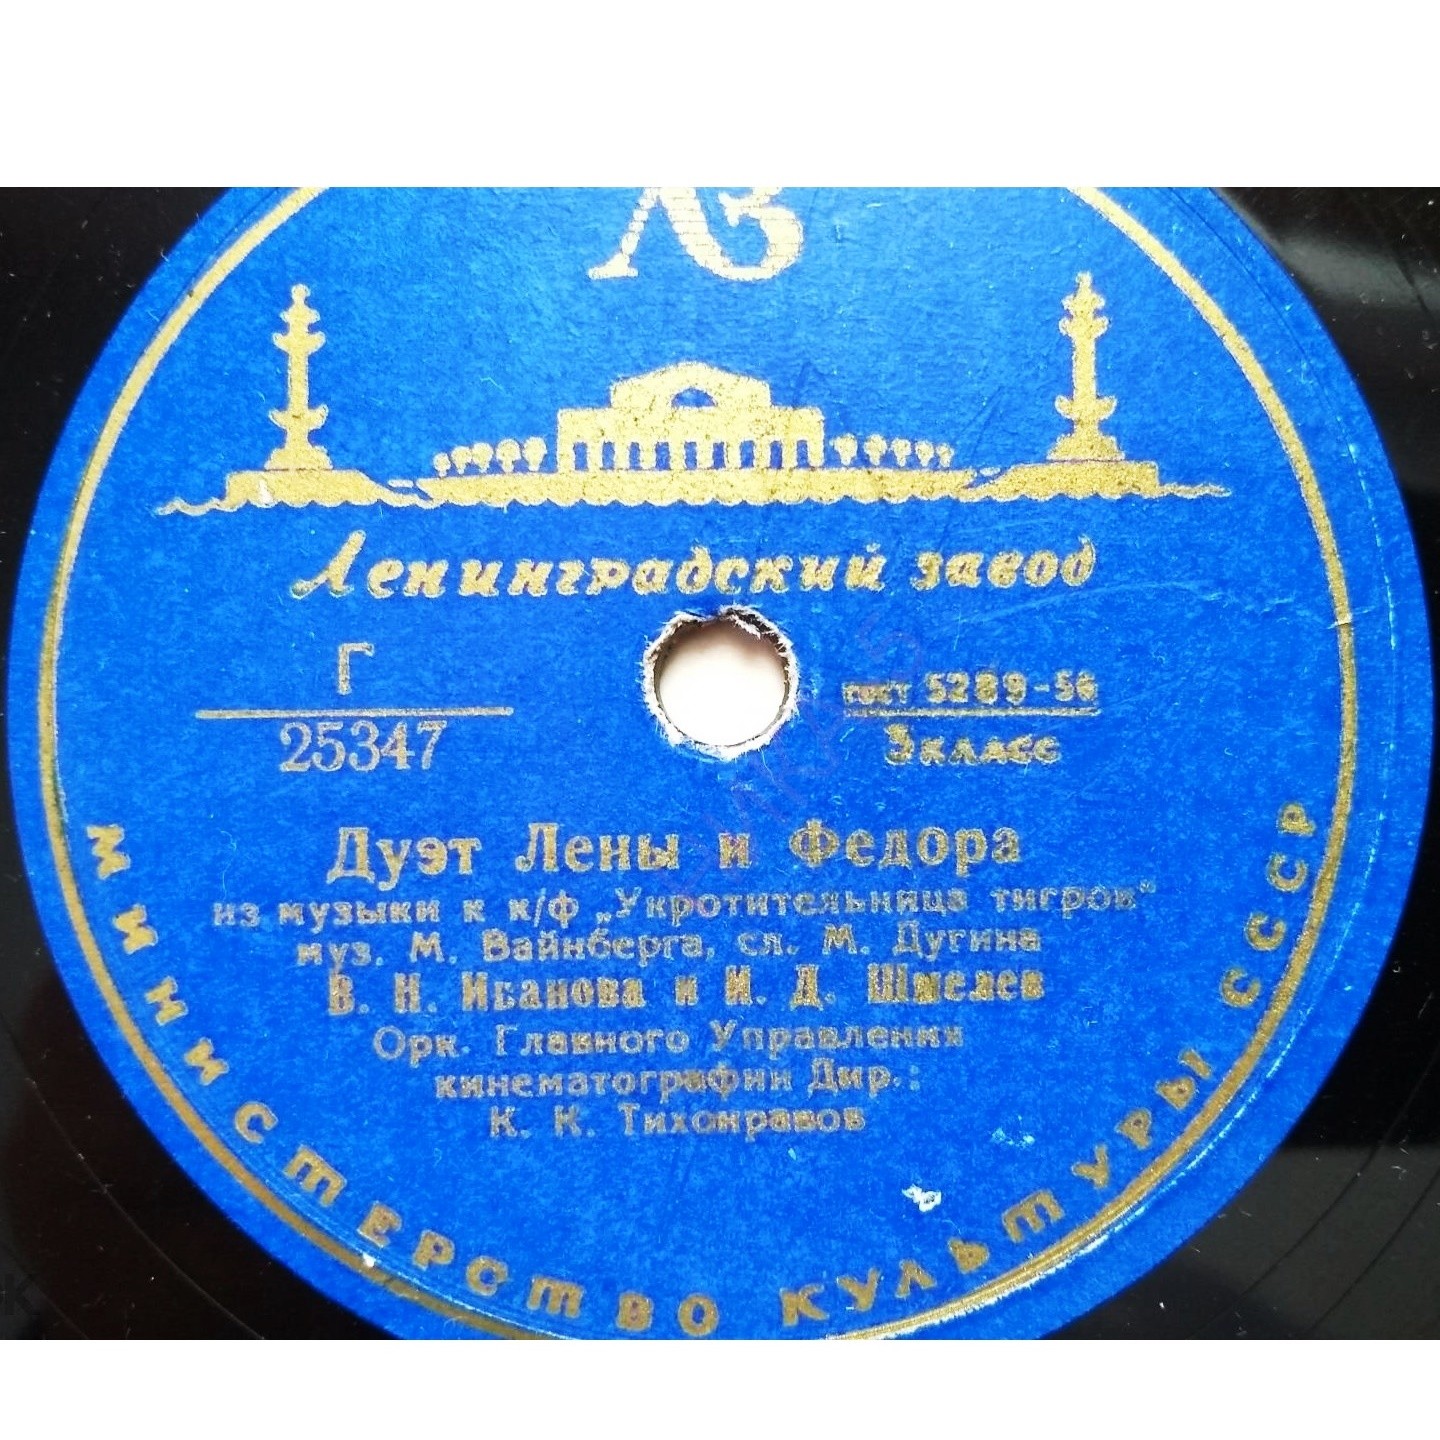 ЛЗ
Ленинградский завод
Г
25347
ГОСТ 5289-56
3 класс
Дуэт Лены и Федора
из музыки к к/ф „Укротительница тигров"
муз. М. Вайнберга, сл. М. Дугина
В. Н. Иванова и И. Д. Шмелев
Орк. Главного Управления
кинематографии Дир.:
К. К. Тихонравов
МИНИСТЕРСТВО КУЛЬТУРЫ СССР